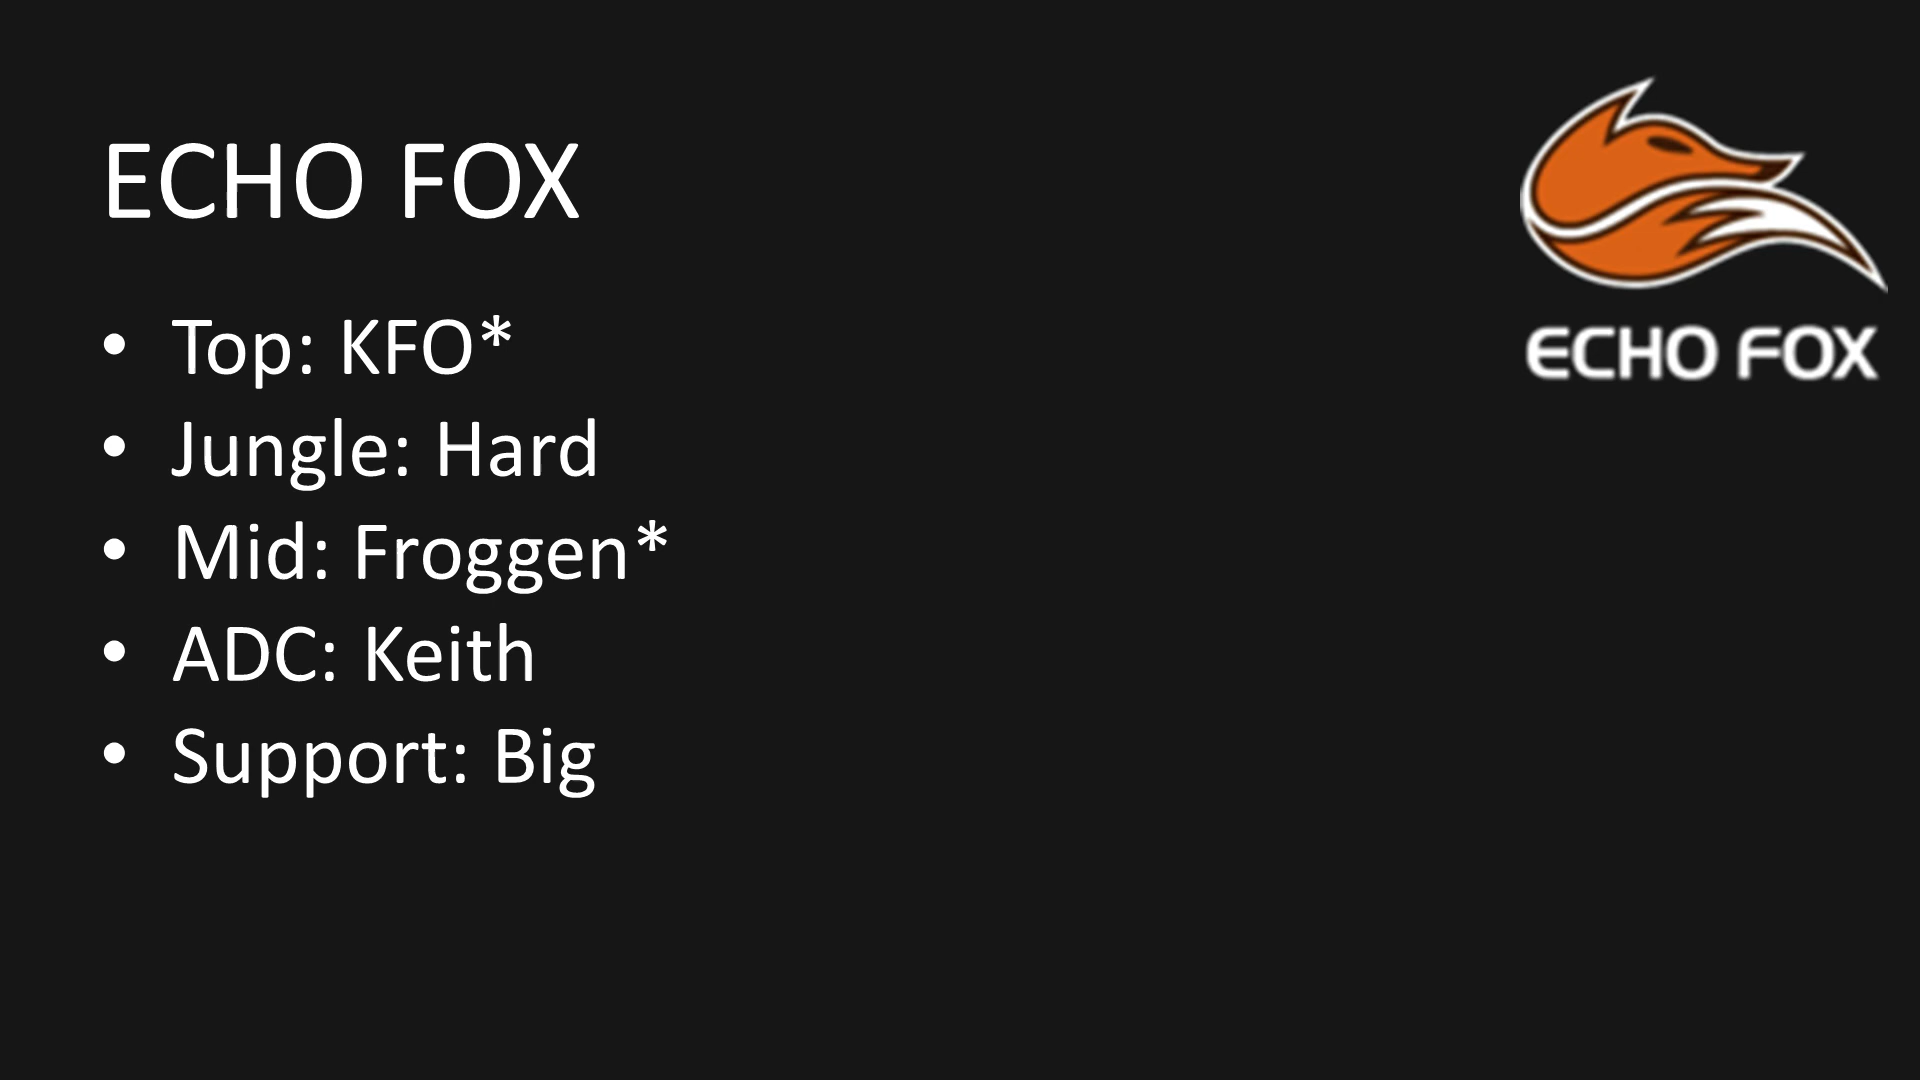 ECHO FOX
ECHO FOX
• Top: KFO*
• Jungle: Hard
• Mid: Froggen*
• ADC: Keith
• Support: Big